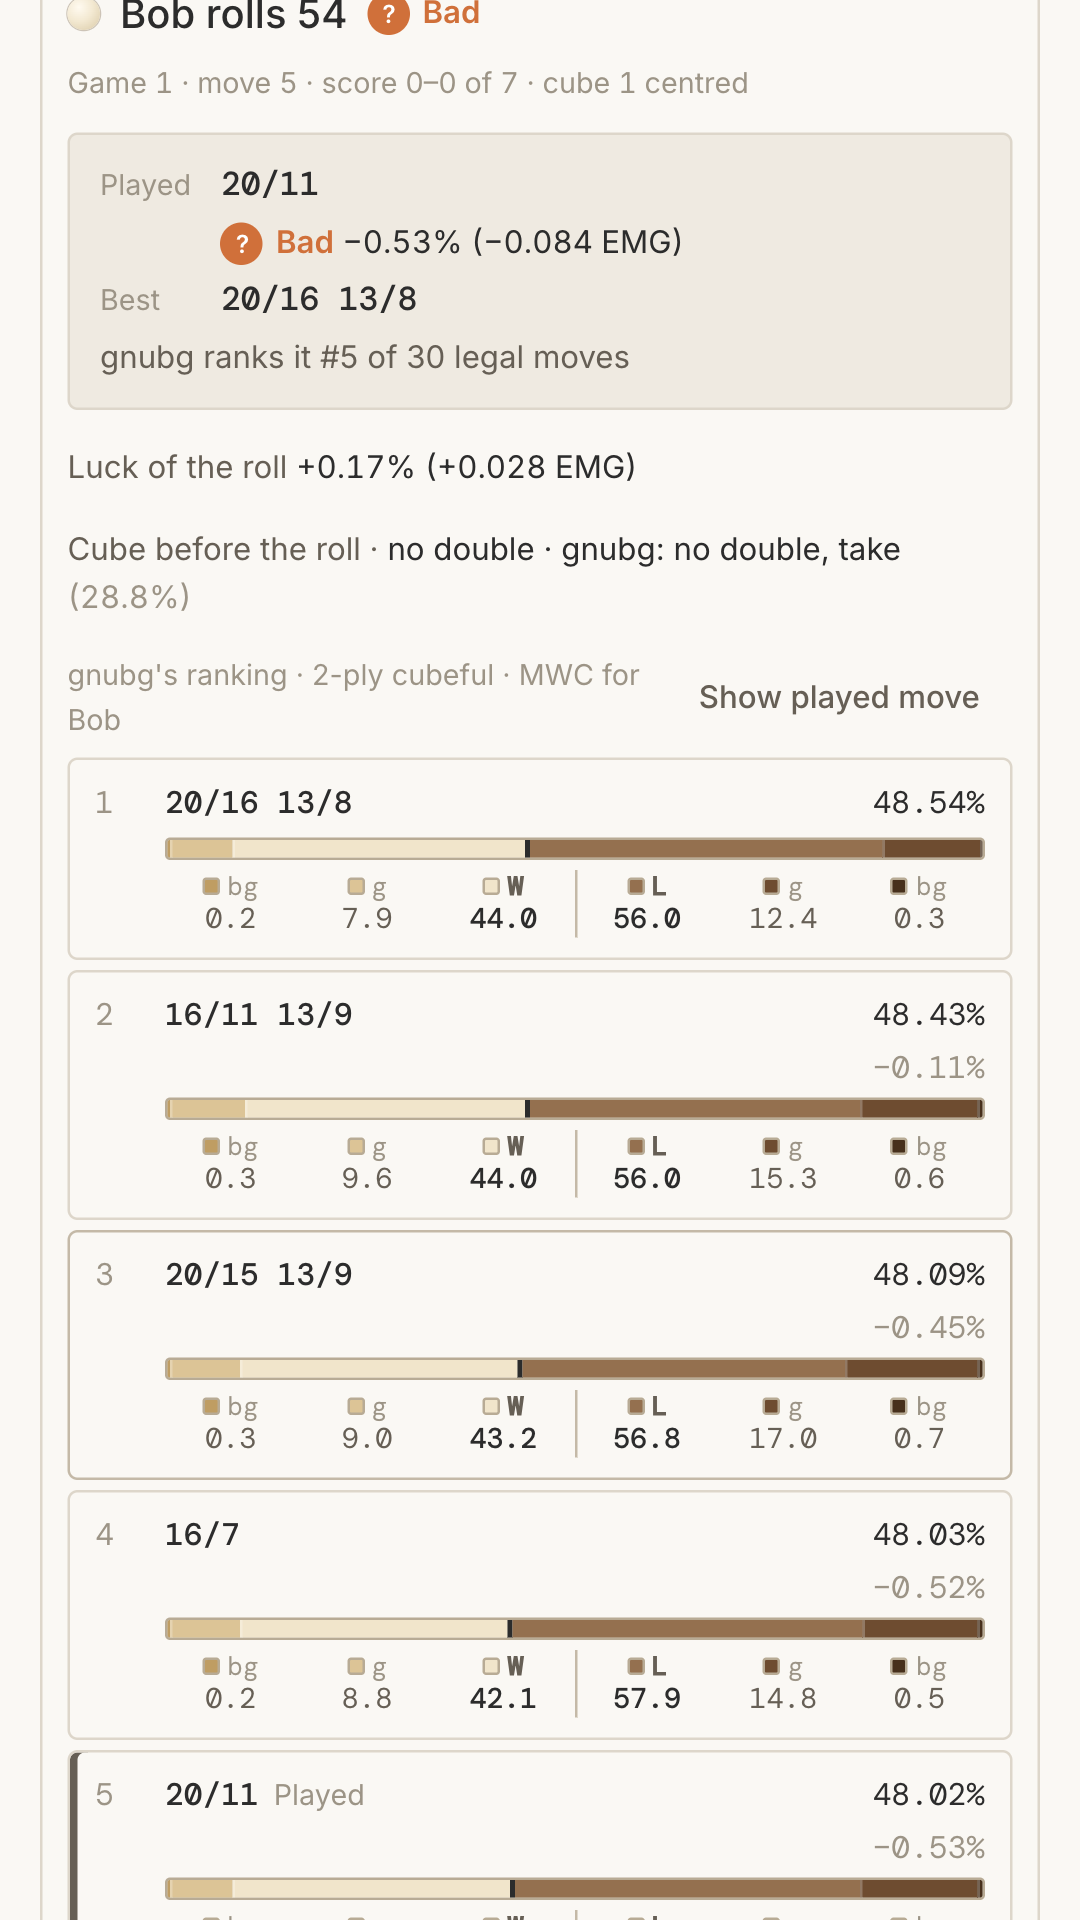 Bob rolls 54 ? Bad
Game 1 · move 5 · score 0–0 of 7 · cube 1 centred
Played 20/11
? Bad −0.53% (−0.084 EMG)
Best 20/16 13/8
gnubg ranks it #5 of 30 legal moves
Luck of the roll +0.17% (+0.028 EMG)
Cube before the roll · no double · gnubg: no double, take
(28.8%)
gnubg's ranking · 2-ply cubeful · MWC for
Bob
Show played move
1 20/16 13/8 48.54%
bg g W L g bg
0.2 7.9 44.0 56.0 12.4 0.3
2 16/11 13/9 48.43%
−0.11%
bg g W L g bg
0.3 9.6 44.0 56.0 15.3 0.6
3 20/15 13/9 48.09%
−0.45%
bg g W L g bg
0.3 9.0 43.2 56.8 17.0 0.7
4 16/7 48.03%
−0.52%
bg g W L g bg
0.2 8.8 42.1 57.9 14.8 0.5
5 20/11 Played 48.02%
−0.53%